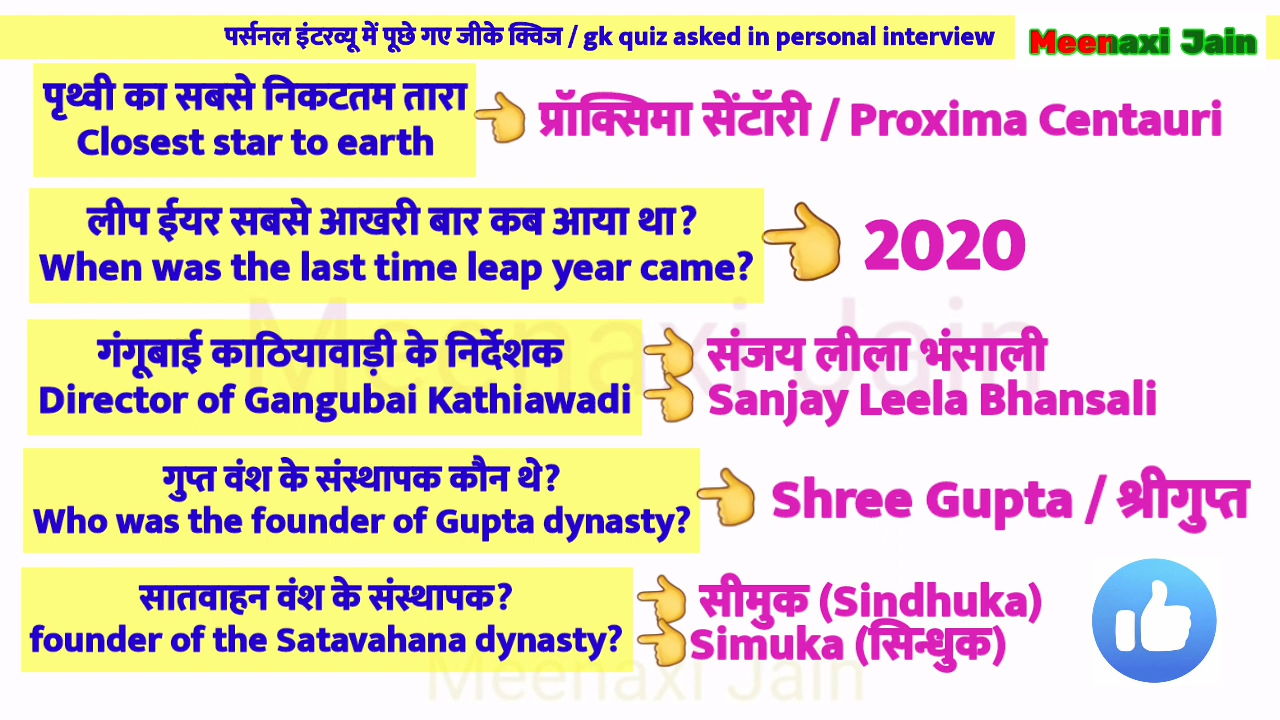 पर्सनल इंटरव्यू में पूछे गए जीके क्विज / gk quiz asked in personal interview
Meenaxi Jain
पृथ्वी का सबसे निकटतम तारा
Closest star to earth
प्रॉक्सिमा सेंटॉरी / Proxima Centauri
लीप ईयर सबसे आखरी बार कब आया था?
When was the last time leap year came?
2020
गंगूबाई काठियावाड़ी के निर्देशक
Director of Gangubai Kathiawadi
संजय लीला भंसाली
Sanjay Leela Bhansali
गुप्त वंश के संस्थापक कौन थे?
Who was the founder of Gupta dynasty?
Shree Gupta / श्रीगुप्त
सातवाहन वंश के संस्थापक?
founder of the Satavahana dynasty?
सीमुक (Sindhuka)
Simuka (सिन्धुक)
Meenaxi Jain
Meenaxi Jain